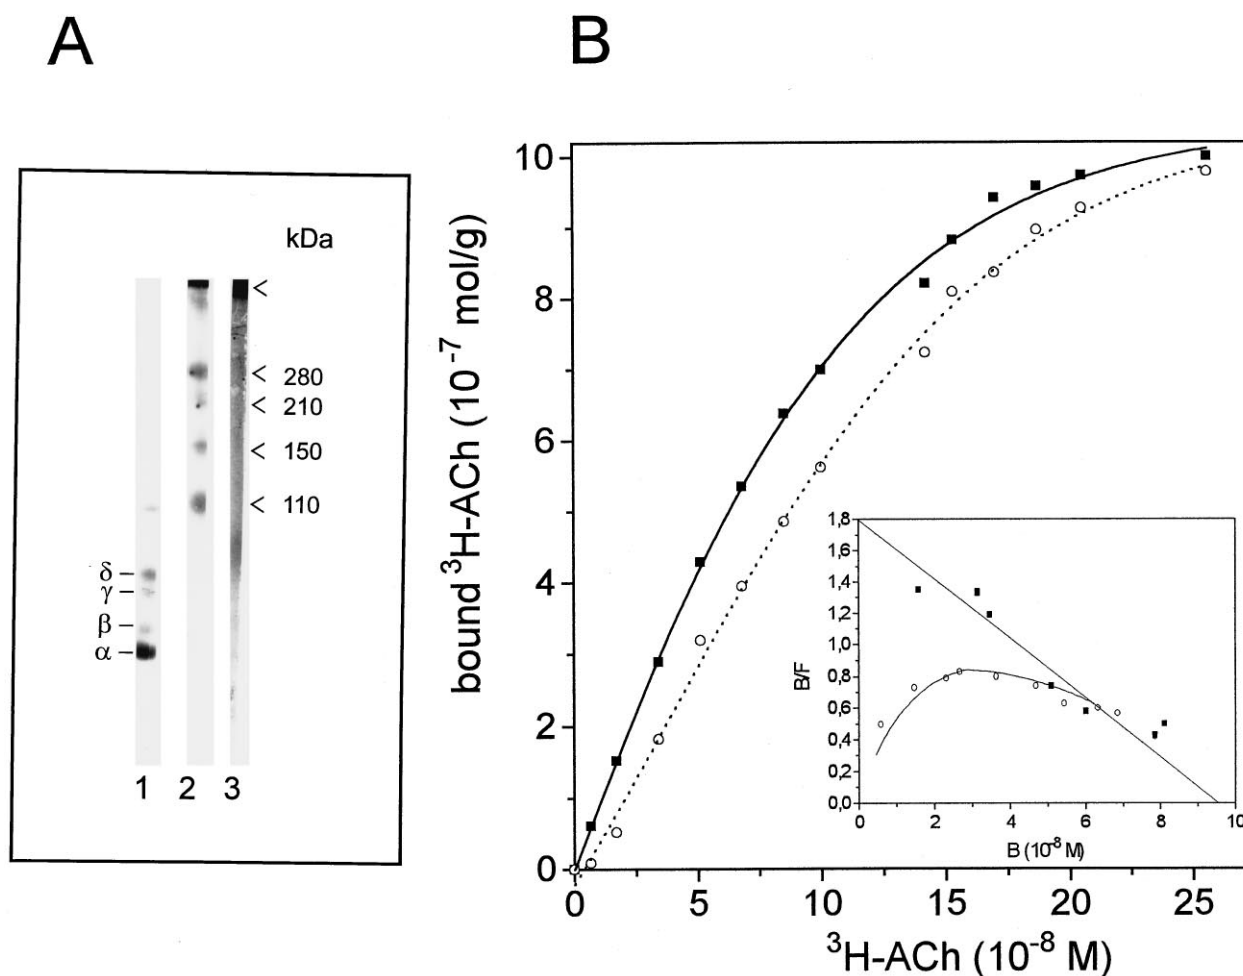 A
B
kDa
<
< 280
< 210
< 150
< 110
δ –
γ –
β –
α –
1 2 3
bound ³H-ACh (10⁻⁷ mol/g)
10
8
6
4
2
0
0 5 10 15 20 25
³H-ACh (10⁻⁸ M)
B/F
1,8
1,6
1,4
1,2
1,0
0,8
0,6
0,4
0,2
0,0
0 2 4 6 8 10
B (10⁻⁸ M)